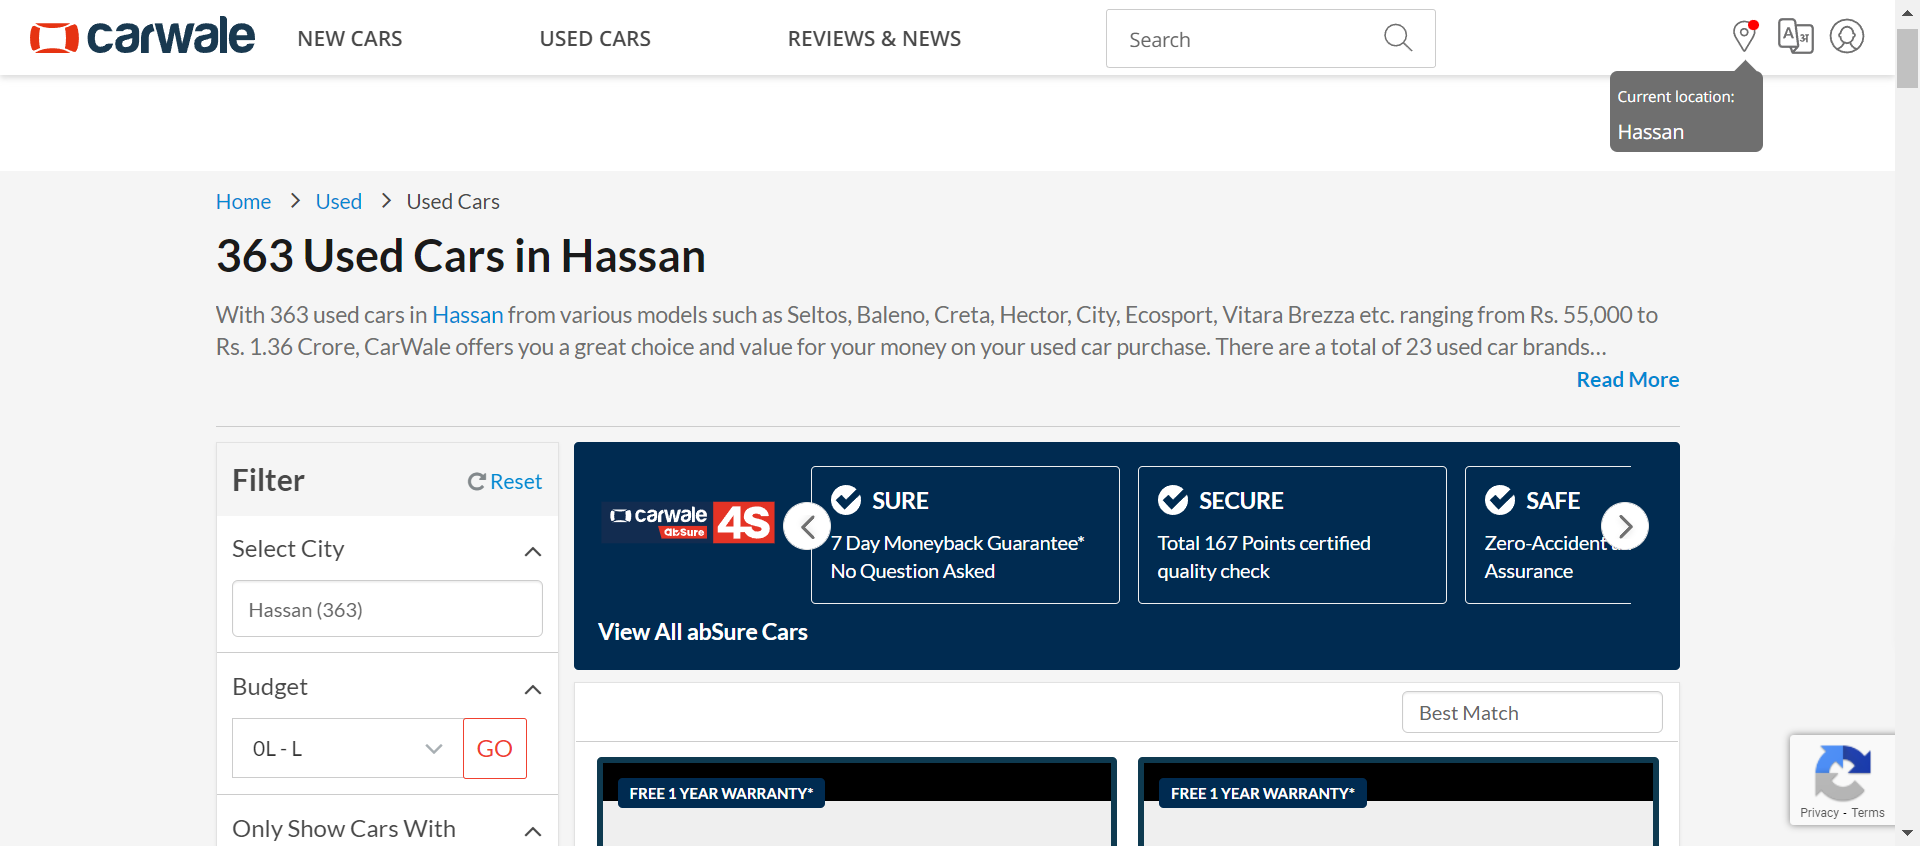 carwale NEW CARS USED CARS REVIEWS & NEWS Search
Current location:
Hassan
Home > Used > Used Cars
363 Used Cars in Hassan
With 363 used cars in Hassan from various models such as Seltos, Baleno, Creta, Hector, City, Ecosport, Vitara Brezza etc. ranging from Rs. 55,000 to
Rs. 1.36 Crore, CarWale offers you a great choice and value for your money on your used car purchase. There are a total of 23 used car brands...
Read More
Filter Reset
Select City
Hassan (363)
Budget
0L - L GO
Only Show Cars With
carwale abSure 4S
SURE
7 Day Moneyback Guarantee*
No Question Asked
SECURE
Total 167 Points certified
quality check
SAFE
Zero-Accident
Assurance
View All abSure Cars
Best Match
FREE 1 YEAR WARRANTY* FREE 1 YEAR WARRANTY*
Privacy - Terms